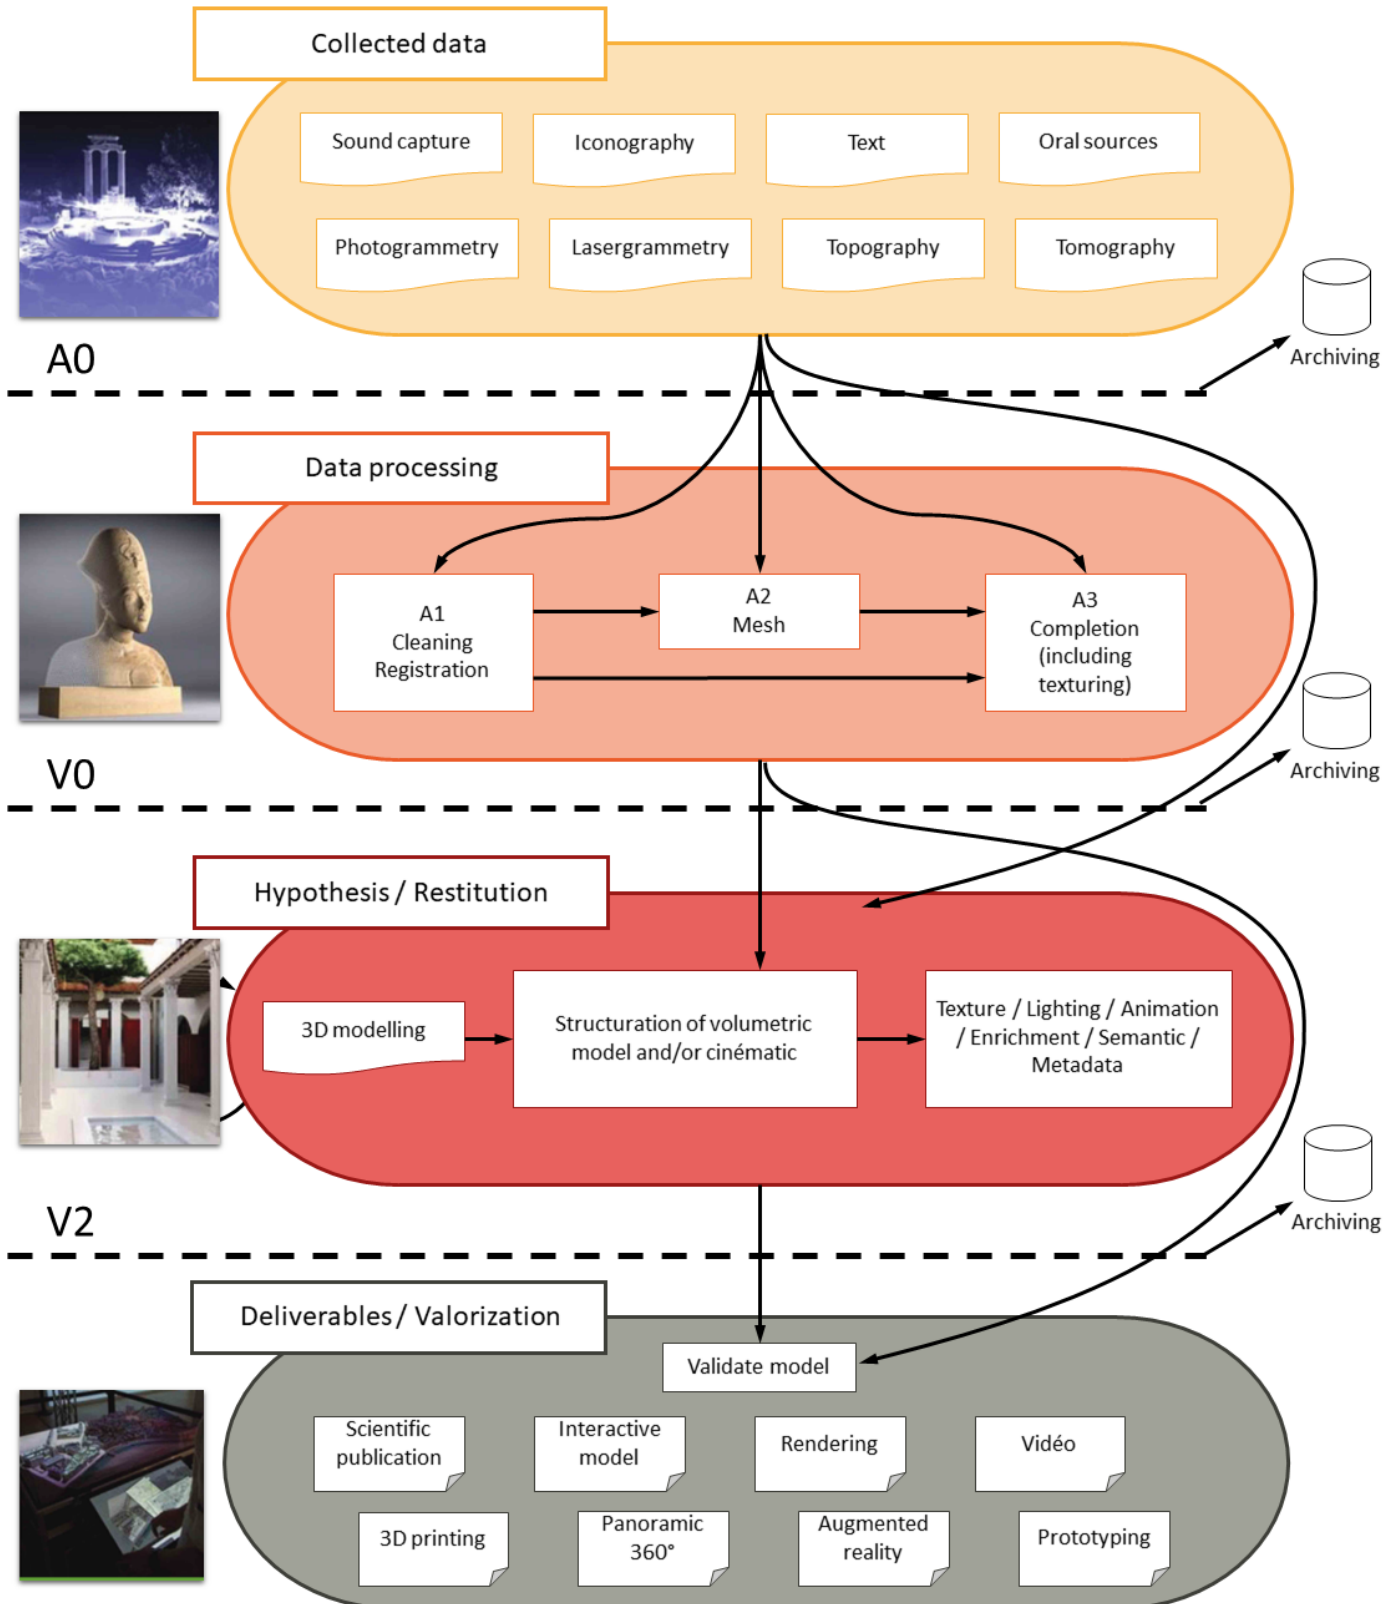 Collected data
Sound capture
Iconography
Text
Oral sources
Photogrammetry
Lasergrammetry
Topography
Tomography
Archiving
A0
Data processing
A1
Cleaning
Registration
A2
Mesh
A3
Completion
(including
texturing)
Archiving
V0
Hypothesis / Restitution
3D modelling
Structuration of volumetric
model and/or cinématic
Texture / Lighting / Animation
/ Enrichment / Semantic /
Metadata
Archiving
V2
Deliverables / Valorization
Validate model
Scientific
publication
Interactive
model
Rendering
Vidéo
3D printing
Panoramic
360°
Augmented
reality
Prototyping